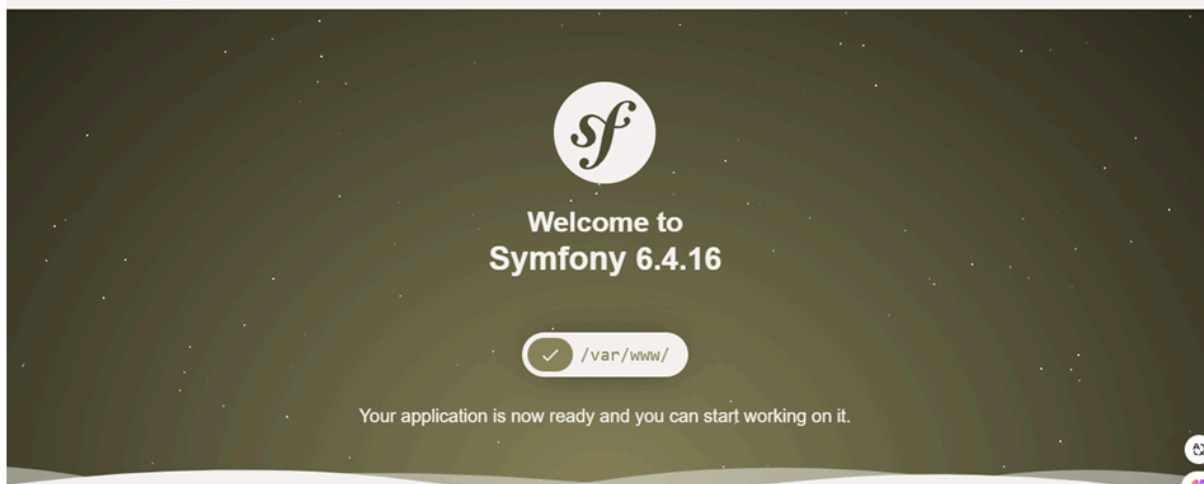 sf
Welcome to
Symfony 6.4.16
/var/www/
Your application is now ready and you can start working on it.